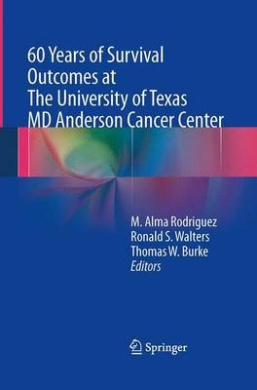 60 Years of Survival
Outcomes at
The University of Texas
MD Anderson Cancer Center
M. Alma Rodriguez
Ronald S. Walters
Thomas W. Burke
Editors
Springer